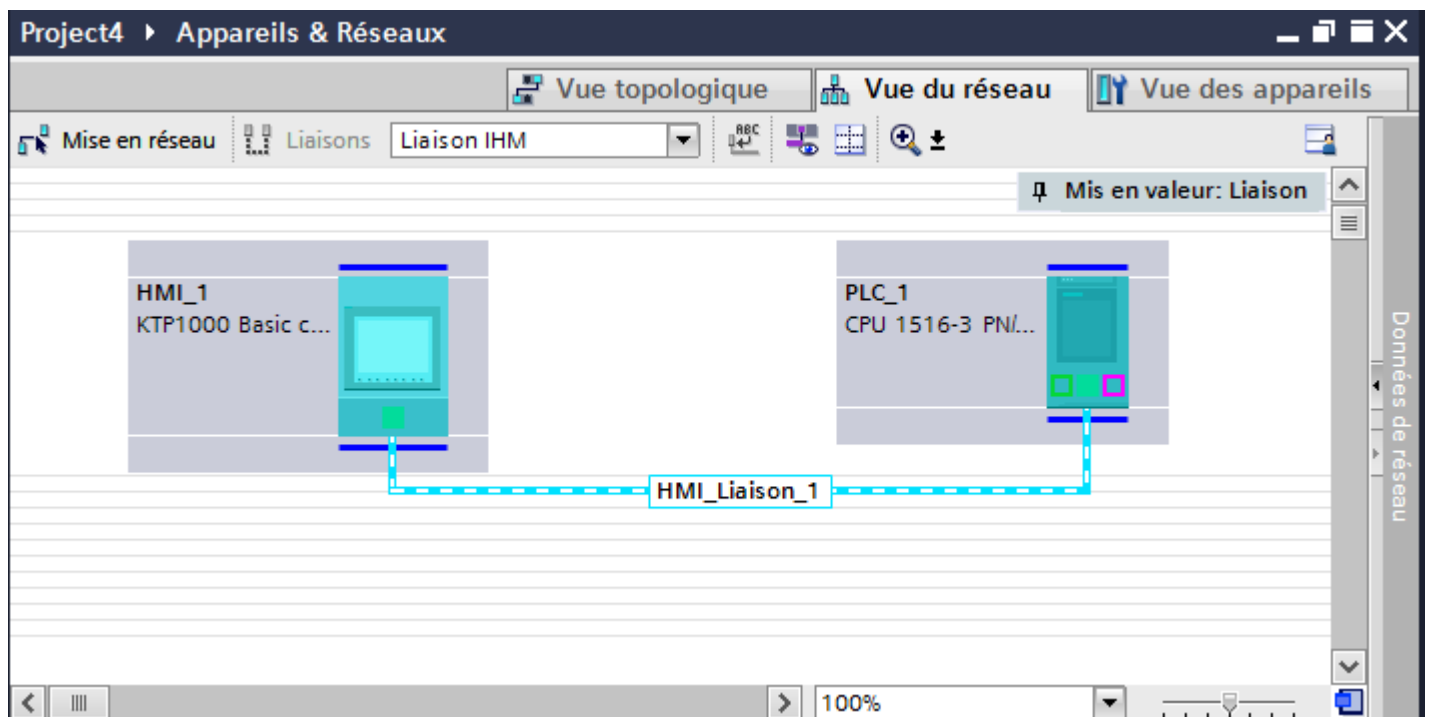 Project4 ▸ Appareils & Réseaux
Vue topologique
Vue du réseau
Vue des appareils
Mise en réseau
Liaisons
Liaison IHM
Mis en valeur: Liaison
HMI_1
KTP1000 Basic c...
PLC_1
CPU 1516-3 PN/...
HMI_Liaison_1
Données de réseau
100%